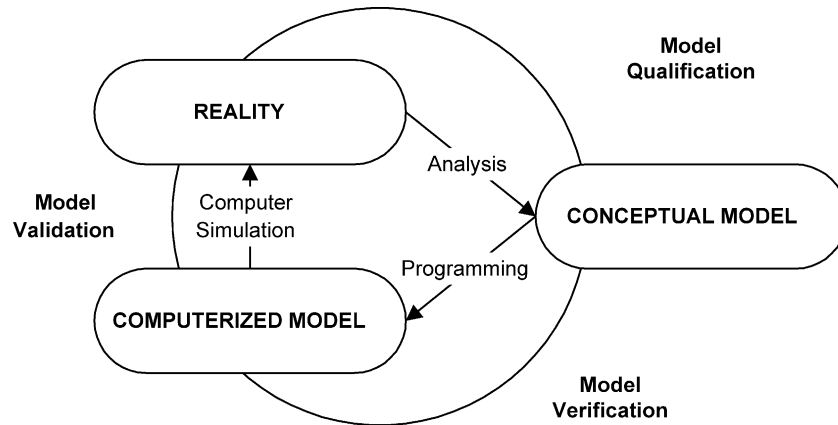 Model
Qualification
REALITY
Analysis
Model
Validation
Computer
Simulation
CONCEPTUAL MODEL
Programming
COMPUTERIZED MODEL
Model
Verification